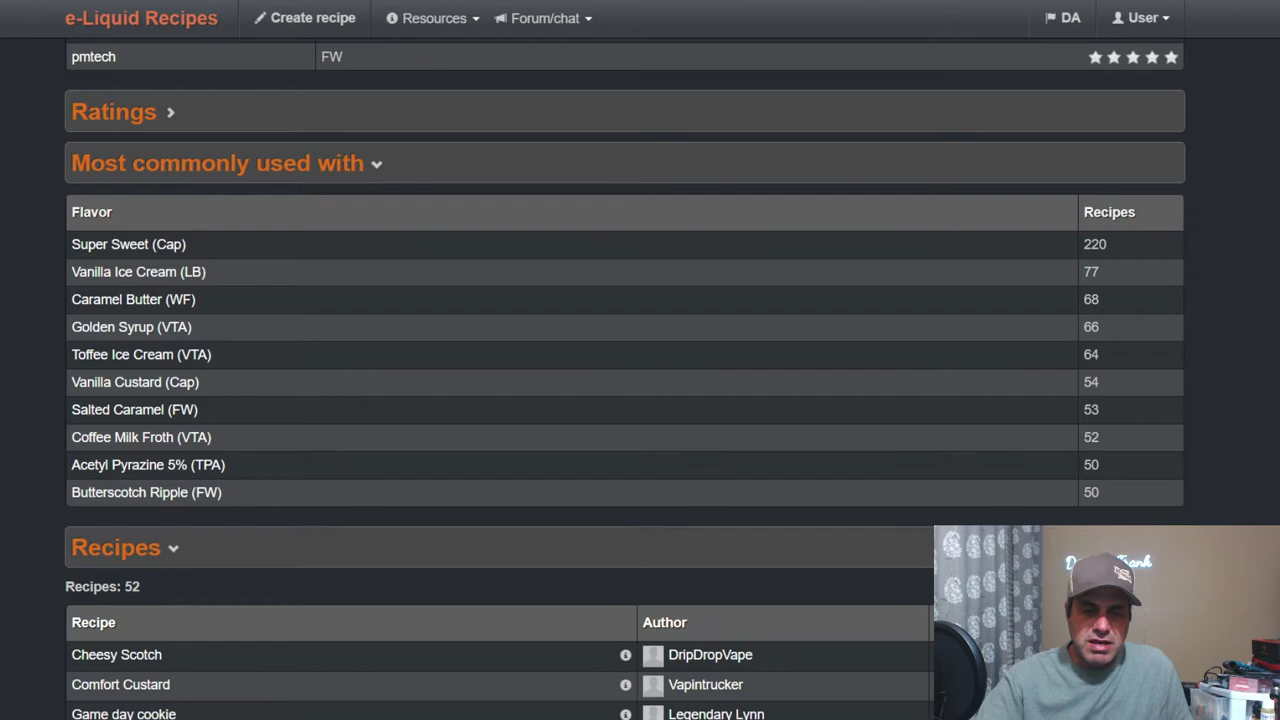 e-Liquid Recipes Create recipe Resources Forum/chat DA User
pmtech FW
Ratings
Most commonly used with
Flavor Recipes
Super Sweet (Cap) 220
Vanilla Ice Cream (LB) 77
Caramel Butter (WF) 68
Golden Syrup (VTA) 66
Toffee Ice Cream (VTA) 64
Vanilla Custard (Cap) 54
Salted Caramel (FW) 53
Coffee Milk Froth (VTA) 52
Acetyl Pyrazine 5% (TPA) 50
Butterscotch Ripple (FW) 50
Recipes
Recipes: 52
Recipe Author
Cheesy Scotch DripDropVape
Comfort Custard Vapintrucker
Game day cookie Legendary Lynn